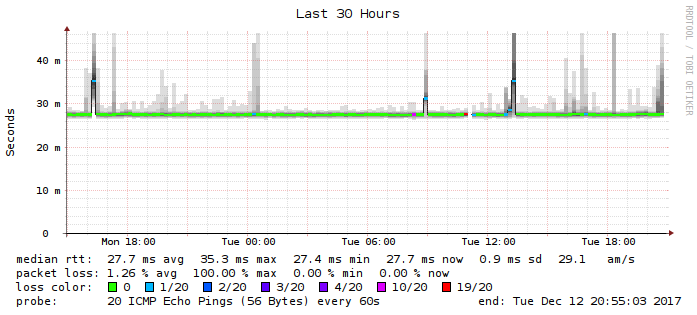 Last 30 Hours
RRDTOOL / TOBI OETIKER
Seconds
40 m
30 m
20 m
10 m
0
Mon 18:00 Tue 00:00 Tue 06:00 Tue 12:00 Tue 18:00
median rtt: 27.7 ms avg 35.3 ms max 27.4 ms min 27.7 ms now 0.9 ms sd 29.1 am/s
packet loss: 1.26 % avg 100.00 % max 0.00 % min 0.00 % now
loss color: 0 1/20 2/20 3/20 4/20 10/20 19/20
probe: 20 ICMP Echo Pings (56 Bytes) every 60s end: Tue Dec 12 20:55:03 2017